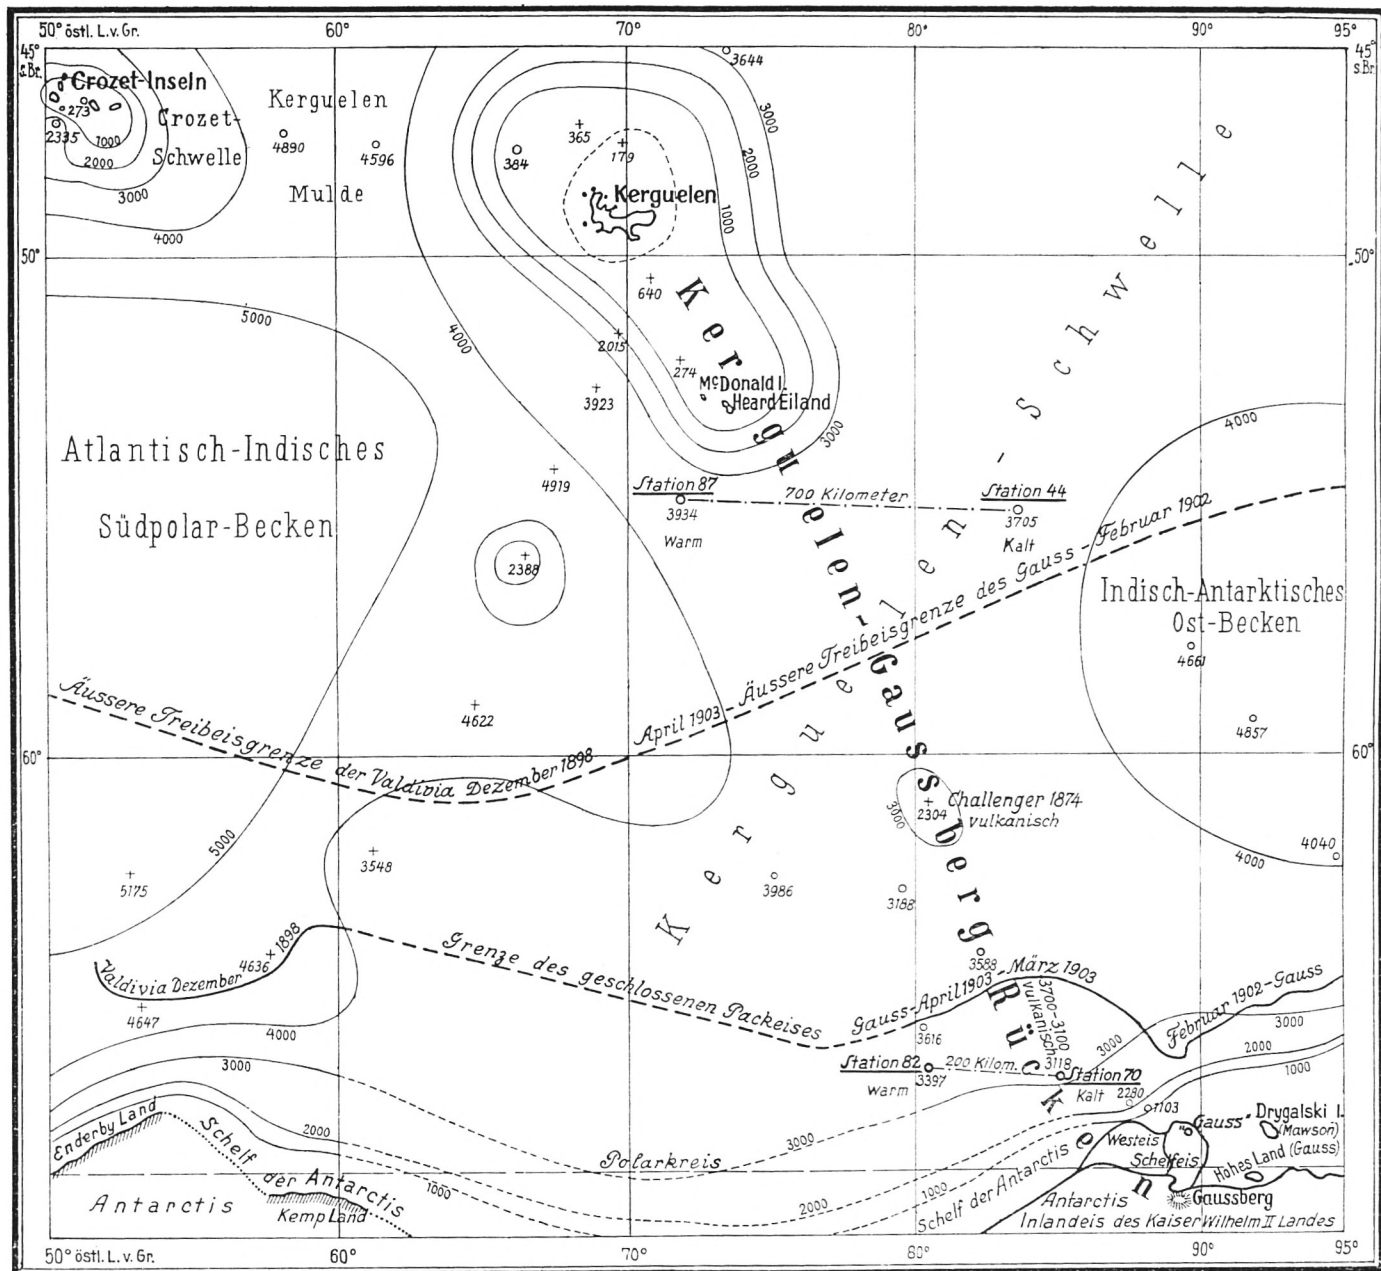 50° östl. L. v. Gr.
60°
70°
80°
90°
95°
45°
s.Br.
45°
s.Br.
3644
Crozet-Inseln
273
2335
1000
2000
3000
4000
Crozet-
Schwelle
Kerguelen
4890
4596
Mulde
365
179
384
3000
2000
1000
Kerguelen
50°
50°
640
2015
274
3923
McDonald I.
Heard Eiland
3000
5000
4000
Kerguelen-Gaussberg-Rücken
Kerguelen-Schwelle
4000
Atlantisch-Indisches
Südpolar-Becken
4919
2388
Station 87
3934
Warm
700 Kilometer
Station 44
3705
Kalt
Indisch-Antarktisches
Ost-Becken
4661
4857
4622
Äussere Treibeisgrenze der Valdivia Dezember 1898
April 1903 - Äussere Treibeisgrenze des Gauss - Februar 1902
60°
60°
3000
2304
Challenger 1874
vulkanisch
4040
4000
5000
5175
3548
3986
3188
3588
Valdivia Dezember 1898
4636
4647
Grenze des geschlossenen Packeises
Gauss-April 1903 - März 1903
Februar 1902-Gauss
3700-3100
vulkanisch
4000
3616
3000
3000
2000
1000
Station 82
3397
Warm
200 Kilom.
3118
Station 70
Kalt
2280
1103
3000
2000
3000
Enderby Land
Schelf der Antarctis
Polarkreis
1000
2000
1000
Schelf der Antarctis
Westeis
"Gauss"
Schelfeis
Drygalski I.
(Mawson)
Hohes Land (Gauss)
Antarctis
Kemp Land
Gaussberg
Antarctis
Inlandeis des Kaiser Wilhelm II Landes
50° östl. L. v. Gr.
60°
70°
80°
90°
95°